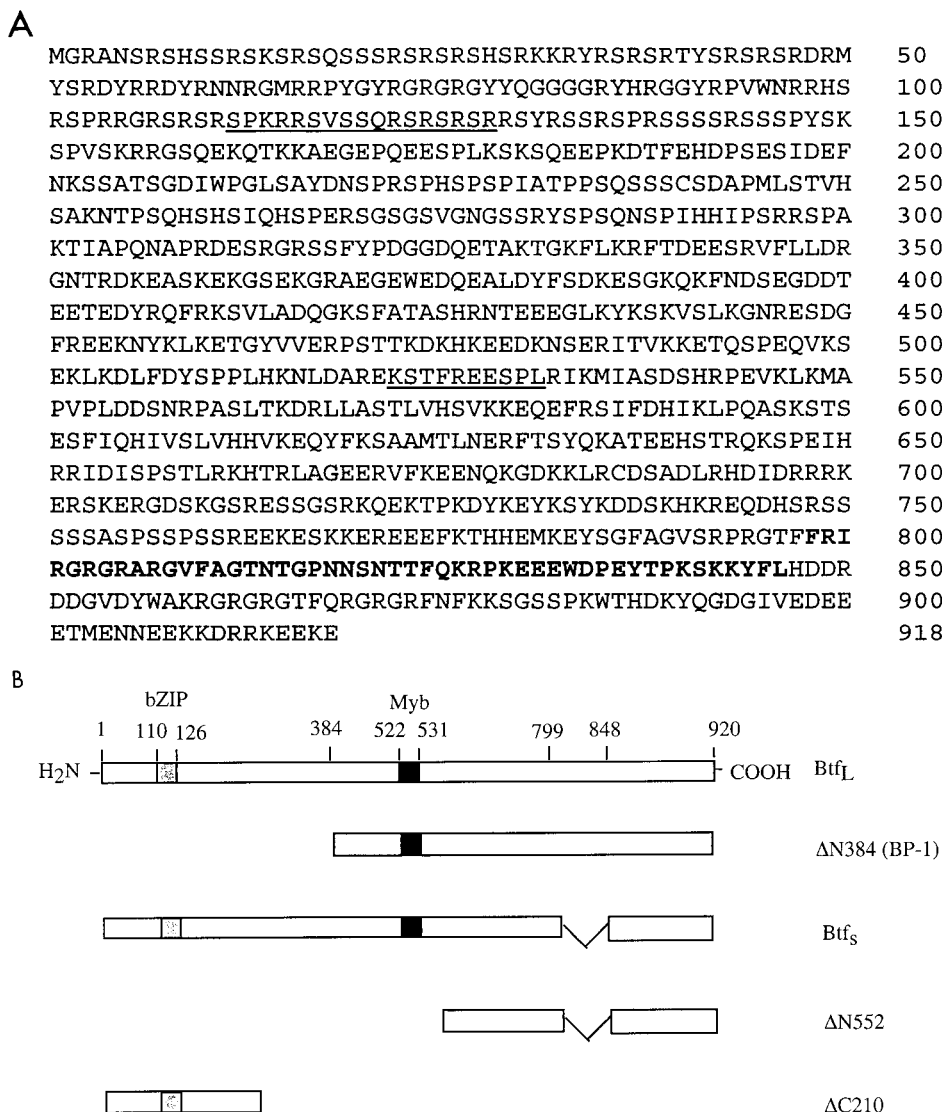 A
MGRANSRSHSSRSKSRSQSSSRSRSRSHSRKKRYRSRSRTYSRSRSRDRM 50
YSRDYRRDYRNNRGMRRPYGYRGRGRGYYQGGGGRYHRGGYRPVWNRRHS 100
RSPRRGRSRSRSPKRRSVSSQRSRSRSRRSYRSSRSPRSSSRSSSPYSK 150
SPVSKRRGSQEKQTKKAEGEPQEESPLKSKSQEEPKDTFEHDPSESIDEF 200
NKSSATSGDIWPGLSAYDNSPRSPHSPSPIATPPSQSSSCSDAPMLSTVH 250
SAKNTPSQHSHSIQHSPERSGSGSVGNGSSRYSPSQNSPIHHIPSRRSPA 300
KTIAPQNAPRDESRGRSSFYPDGGDQETAKTGKFLKRFTDEESRVFLLDR 350
GNTRDKEASKEKGSEKGRAEGEWEDQEALDYFSDKESGKQKFNDSEGDDT 400
EETEDYRQFRKSVLADQGKSFATASHRNTEEEGLKYKSKVSLKGNRESDG 450
FREEKNYKLKETGYVVERPSTTKDKHKEEDKNSERITVKKETQSPEQVKS 500
EKLKDLFDYSPPLHKNLDAREKSTFREESPLRIKMIASDSHRPEVKLKMA 550
PVPLDDSNRPASLTKDRLLASTLVHSVKKEQEFRSIFDHIKLPQASKSTS 600
ESFIQHIVSLVHHVKEQYFKSAAMTLNERFTSYQKATEEHSTRQKSPEIH 650
RRIDISPSTLRKHTRLAGEERVFKEENQKGDKKLRCDSADLRHDIDRRRK 700
ERSKERGDSKGSRESSGSRKQEKTPKDYKEYKSYKDDSKHKREQDHSRSS 750
SSSASPSSPSSREEKESKKEREEEFKTHHEMKEYSGFAGVSRPRGTFFRI 800
RGRGRARGVFAGTNTGPNNSNTTFQKRPKEEEWDPEYTPKSKKYFLHDDR 850
DDGVDYWAKRGRGRGTFQRGRGRFNFKKSGSSPKWTHDKYQGDGIVEDEE 900
ETMENNEEKKDRRKEEKE 918
B
bZIP Myb
1 110 126 384 522 531 799 848 920
H2N COOH BtfL
ΔN384 (BP-1)
BtfS
ΔN552
ΔC210